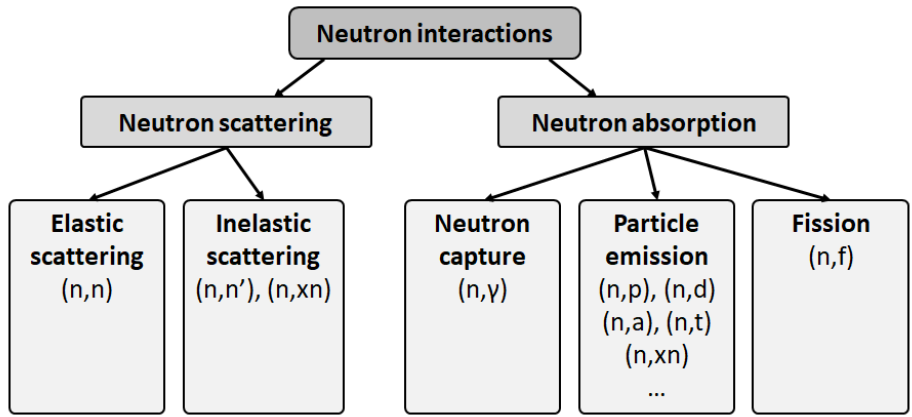 Neutron interactions
Neutron scattering
Neutron absorption
Elastic
scattering
(n,n)
Inelastic
scattering
(n,n’), (n,xn)
Neutron
capture
(n,γ)
Particle
emission
(n,p), (n,d)
(n,a), (n,t)
(n,xn)
...
Fission
(n,f)